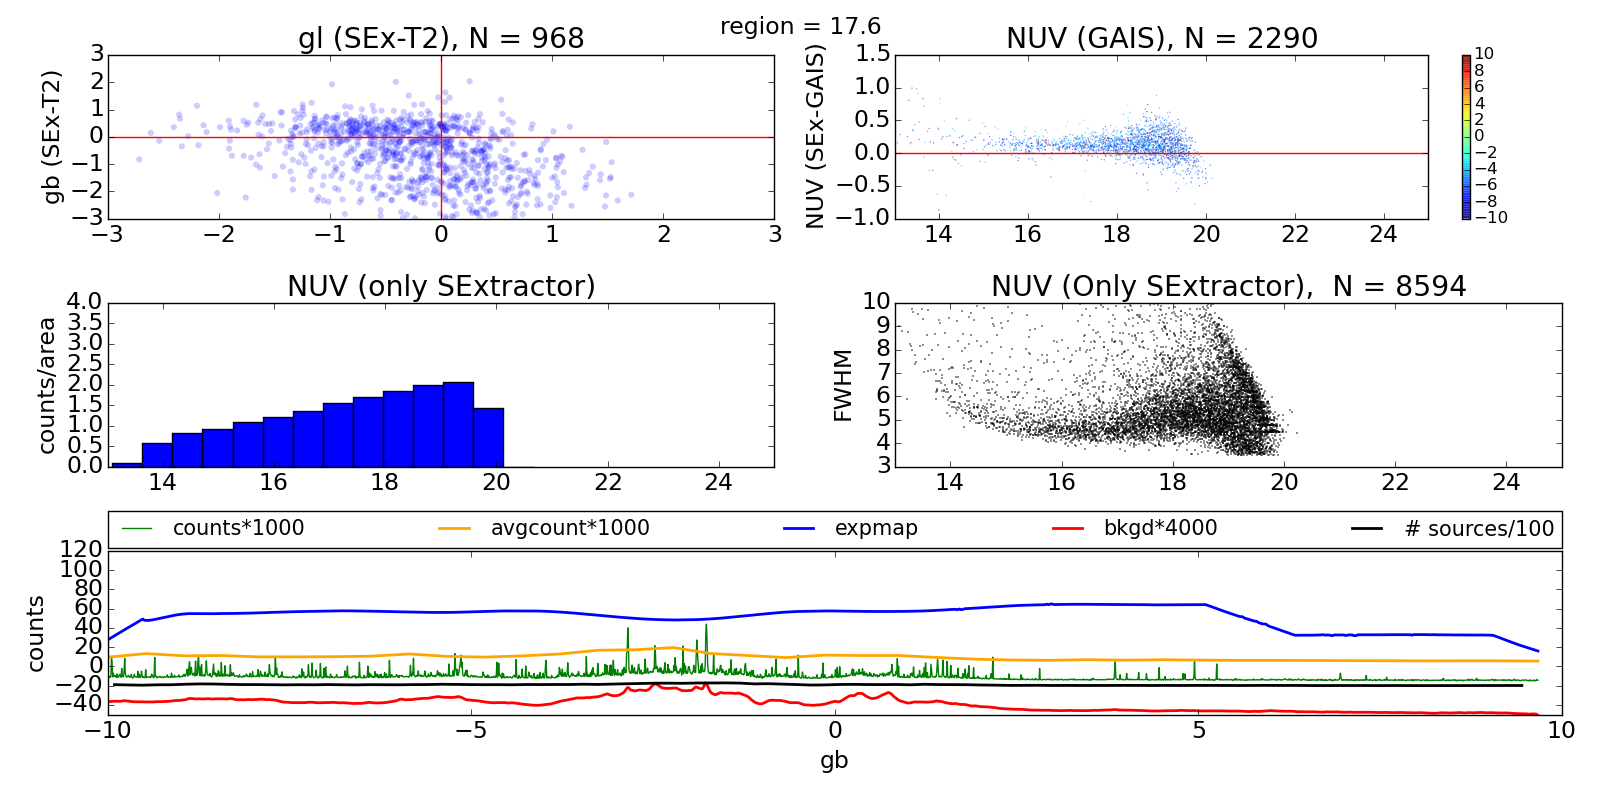 region = 17.6
gl (SEx-T2), N = 968
gb (SEx-T2)
3
2
1
0
−1
−2
−3
−3 −2 −1 0 1 2 3
NUV (GAIS), N = 2290
NUV (SEx-GAIS)
1.5
1.0
0.5
0.0
−0.5
−1.0
14 16 18 20 22 24
10
8
6
4
2
0
−2
−4
−6
−8
−10
NUV (only SExtractor)
counts/area
4.0
3.5
3.0
2.5
2.0
1.5
1.0
0.5
0.0
14 16 18 20 22 24
NUV (Only SExtractor), N = 8594
FWHM
10
9
8
7
6
5
4
3
14 16 18 20 22 24
counts*1000 avgcount*1000 expmap bkgd*4000 # sources/100
counts
120
100
80
60
40
20
0
−20
−40
−10 −5 0 5 10
gb